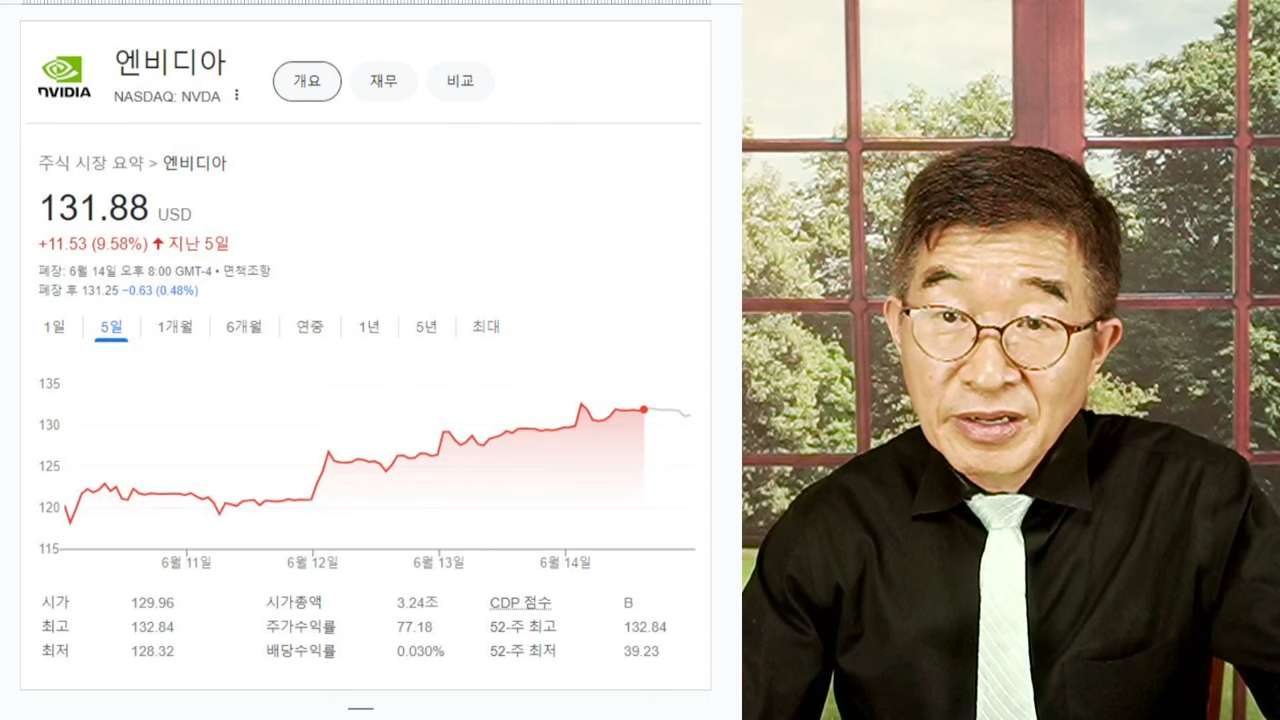 엔비디아
NVIDIA
NASDAQ: NVDA
개요 재무 비교
주식 시장 요약 > 엔비디아
131.88 USD
+11.53 (9.58%) ↑ 지난 5일
폐장: 6월 14일 오후 8:00 GMT-4 • 면책조항
폐장 후 131.25 −0.63 (0.48%)
1일 5일 1개월 6개월 연중 1년 5년 최대
135
130
125
120
115
6월 11일 6월 12일 6월 13일 6월 14일
시가 129.96 시가총액 3.24조 CDP 점수 B
최고 132.84 주가수익률 77.18 52-주 최고 132.84
최저 128.32 배당수익률 0.030% 52-주 최저 39.23